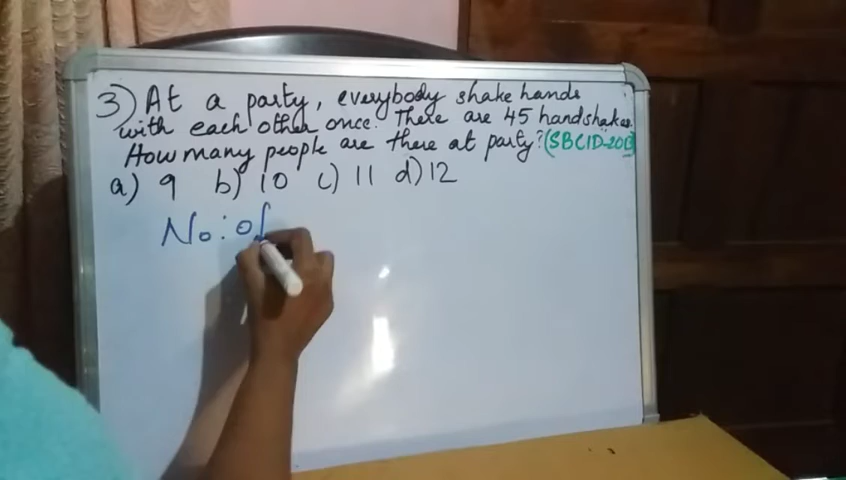 3) At a party, everybody shake hands
with each other once. There are 45 handshakes.
How many people are there at party? (SBCID-2013)
a) 9 b) 10 c) 11 d) 12
No: of